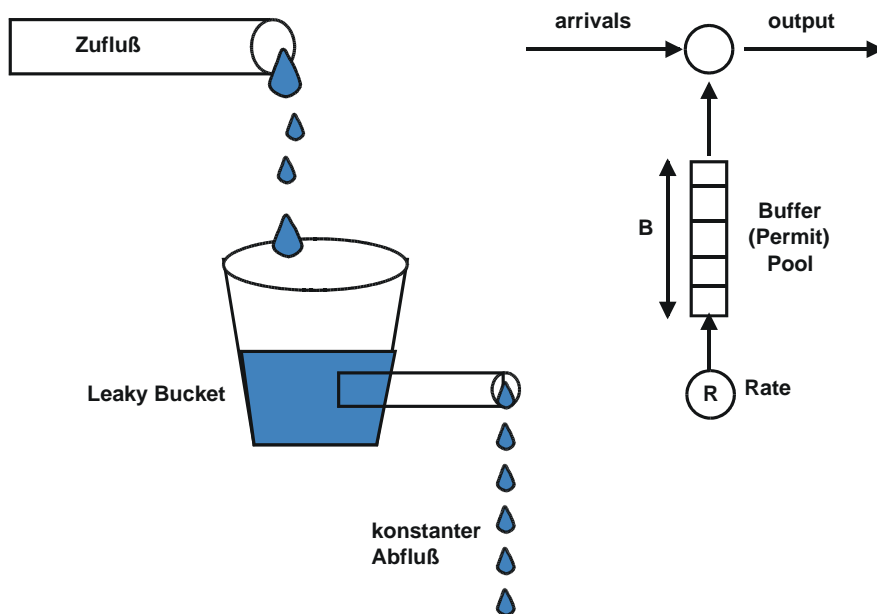 Zufluß
arrivals
output
B
Buffer
(Permit)
Pool
Leaky Bucket
R
Rate
konstanter
Abfluß